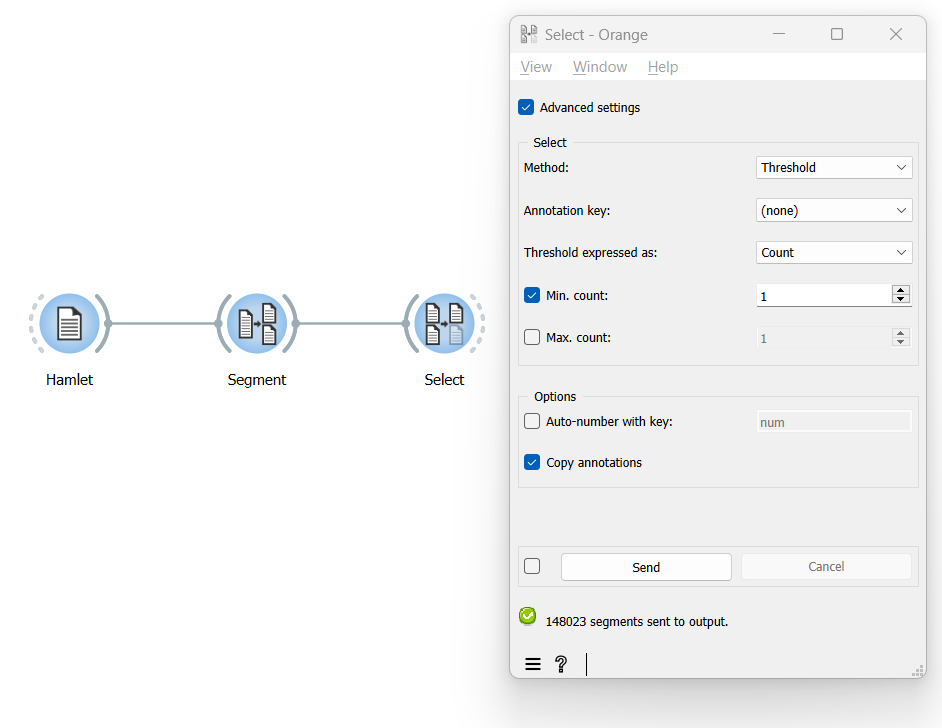 Select - Orange
View Window Help
Advanced settings
Select
Method: Threshold
Annotation key: (none)
Threshold expressed as: Count
Min. count: 1
Max. count: 1
Options
Auto-number with key: num
Copy annotations
Send Cancel
148023 segments sent to output.
?
Hamlet Segment Select